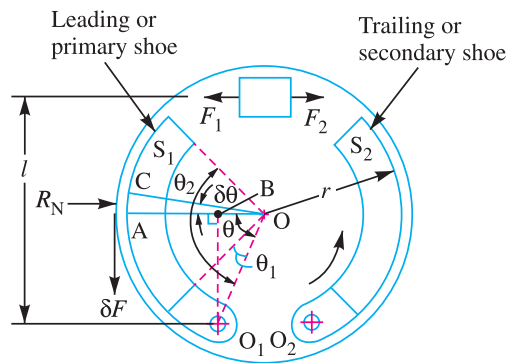 Leading or
primary shoe
Trailing or
secondary shoe
F1
F2
S1
S2
l
C
θ2
δθ
B
r
RN
A
θ
O
θ1
δF
O1 O2